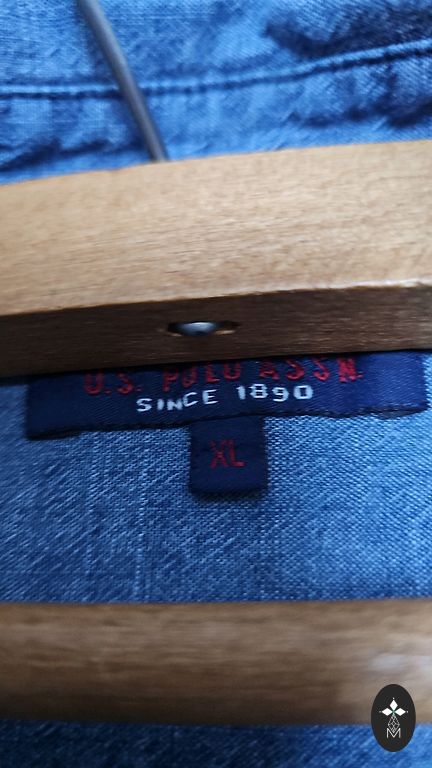 U.S. POLO ASSN.
SINCE 1890
XL
M